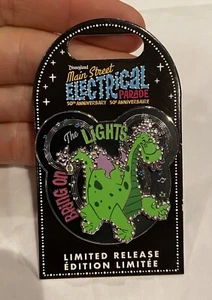 Disneyland
Main Street
ELECTRICAL
PARADE
50TH ANNIVERSARY 50E ANNIVERSAIRE
BRING ON
The LIGHTS
LIMITED RELEASE
ÉDITION LIMITÉE